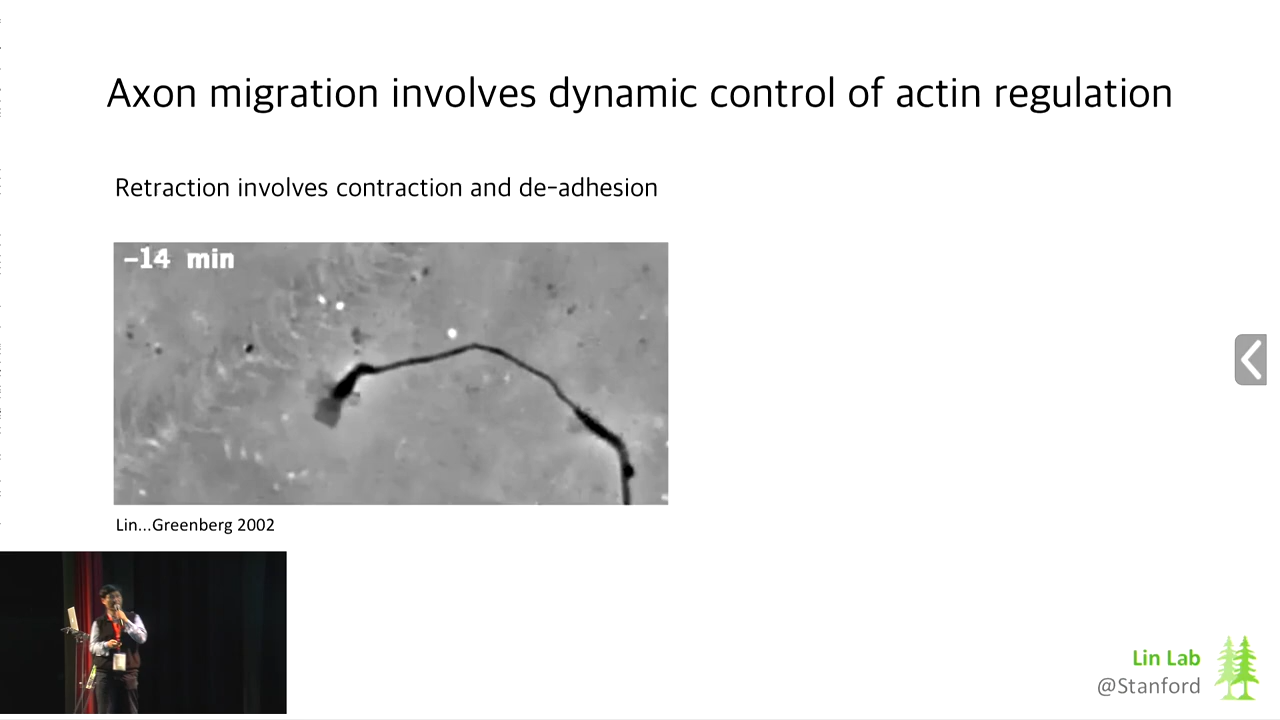 Axon migration involves dynamic control of actin regulation
Retraction involves contraction and de-adhesion
-14 min
Lin...Greenberg 2002
Lin Lab
@Stanford